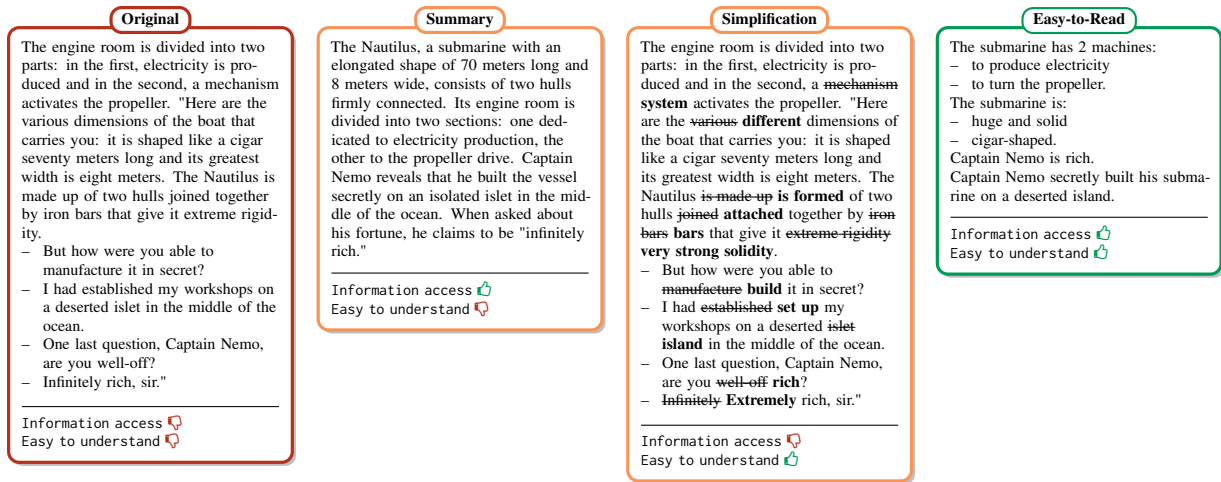 Original
The engine room is divided into two
parts: in the first, electricity is pro-
duced and in the second, a mechanism
activates the propeller. "Here are the
various dimensions of the boat that
carries you: it is shaped like a cigar
seventy meters long and its greatest
width is eight meters. The Nautilus is
made up of two hulls joined together
by iron bars that give it extreme rigid-
ity.
– But how were you able to
manufacture it in secret?
– I had established my workshops on
a deserted islet in the middle of the
ocean.
– One last question, Captain Nemo,
are you well-off?
– Infinitely rich, sir."
Information access
Easy to understand
Summary
The Nautilus, a submarine with an
elongated shape of 70 meters long and
8 meters wide, consists of two hulls
firmly connected. Its engine room is
divided into two sections: one ded-
icated to electricity production, the
other to the propeller drive. Captain
Nemo reveals that he built the vessel
secretly on an isolated islet in the mid-
dle of the ocean. When asked about
his fortune, he claims to be "infinitely
rich."
Information access
Easy to understand
Simplification
The engine room is divided into two
parts: in the first, electricity is pro-
duced and in the second, a mechanism
system activates the propeller. "Here
are the various different dimensions of
the boat that carries you: it is shaped
like a cigar seventy meters long and
its greatest width is eight meters. The
Nautilus is made up is formed of two
hulls joined attached together by iron
bars bars that give it extreme rigidity
very strong solidity.
– But how were you able to
manufacture build it in secret?
– I had established set up my
workshops on a deserted islet
island in the middle of the ocean.
– One last question, Captain Nemo,
are you well-off rich?
– Infinitely Extremely rich, sir."
Information access
Easy to understand
Easy-to-Read
The submarine has 2 machines:
– to produce electricity
– to turn the propeller.
The submarine is:
– huge and solid
– cigar-shaped.
Captain Nemo is rich.
Captain Nemo secretly built his subma-
rine on a deserted island.
Information access
Easy to understand